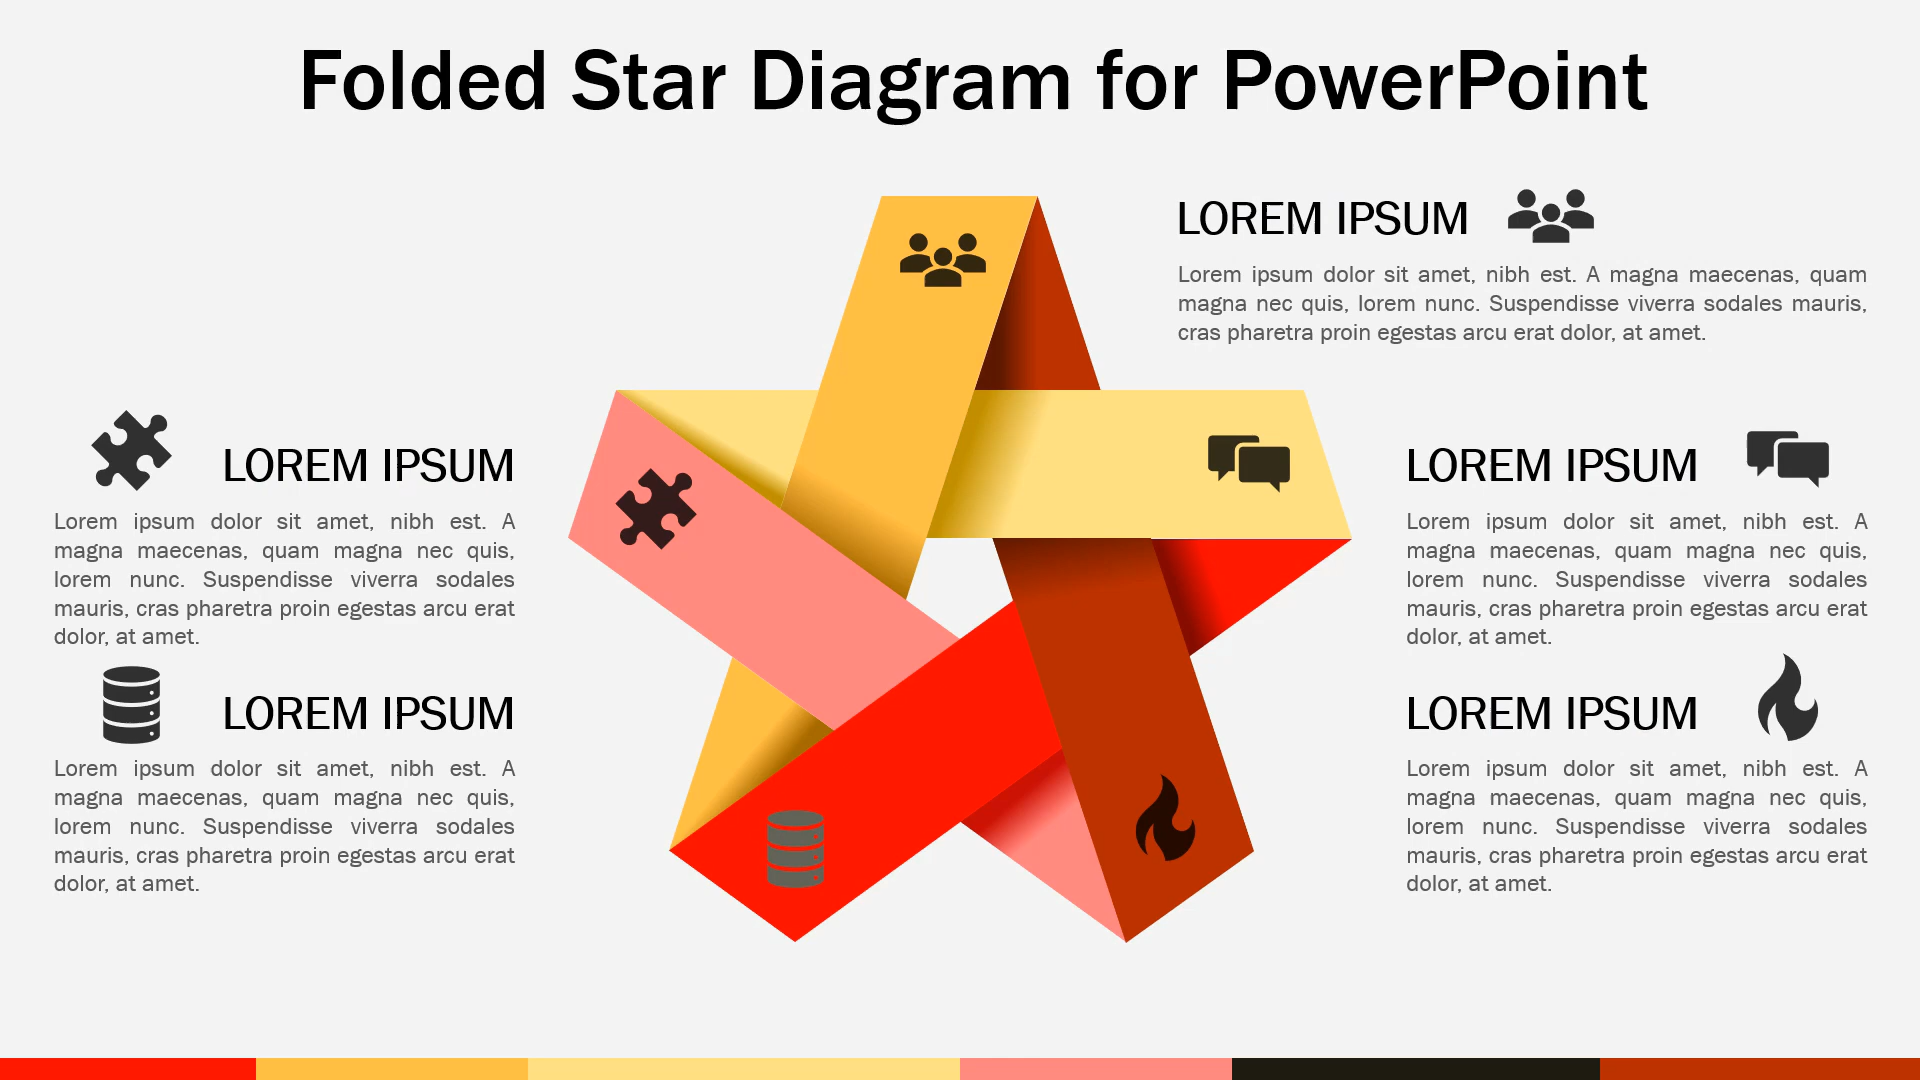 Folded Star Diagram for PowerPoint
LOREM IPSUM
Lorem ipsum dolor sit amet, nibh est. A magna maecenas, quam
magna nec quis, lorem nunc. Suspendisse viverra sodales mauris,
cras pharetra proin egestas arcu erat dolor, at amet.
LOREM IPSUM
Lorem ipsum dolor sit amet, nibh est. A
magna maecenas, quam magna nec quis,
lorem nunc. Suspendisse viverra sodales
mauris, cras pharetra proin egestas arcu erat
dolor, at amet.
LOREM IPSUM
Lorem ipsum dolor sit amet, nibh est. A
magna maecenas, quam magna nec quis,
lorem nunc. Suspendisse viverra sodales
mauris, cras pharetra proin egestas arcu erat
dolor, at amet.
LOREM IPSUM
Lorem ipsum dolor sit amet, nibh est. A
magna maecenas, quam magna nec quis,
lorem nunc. Suspendisse viverra sodales
mauris, cras pharetra proin egestas arcu erat
dolor, at amet.
LOREM IPSUM
Lorem ipsum dolor sit amet, nibh est. A
magna maecenas, quam magna nec quis,
lorem nunc. Suspendisse viverra sodales
mauris, cras pharetra proin egestas arcu erat
dolor, at amet.